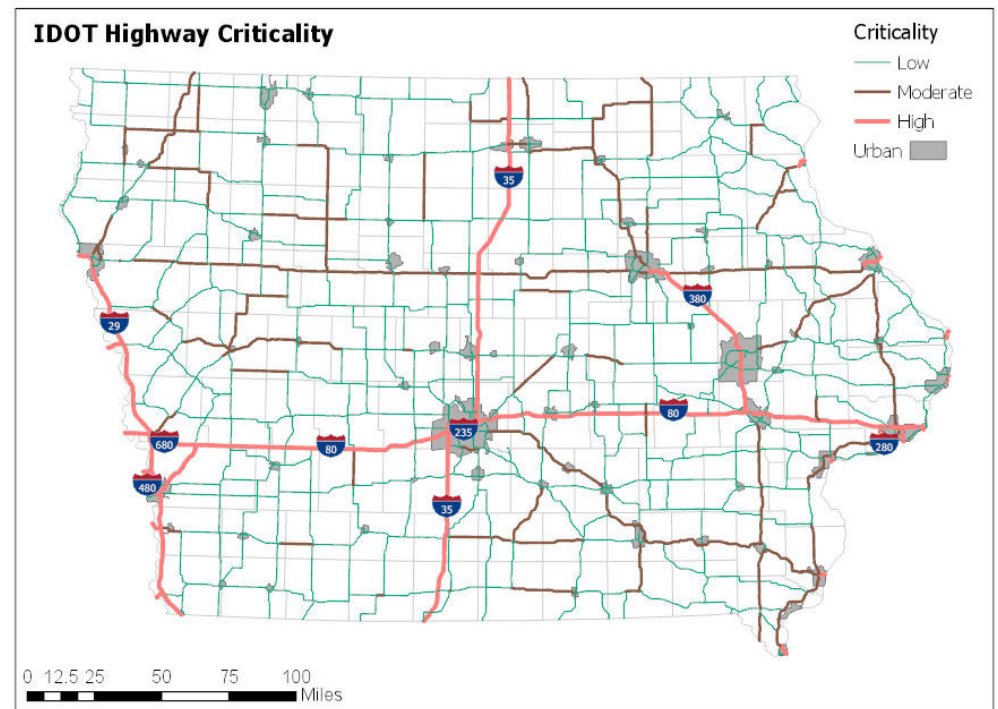 IDOT Highway Criticality
Criticality
Low
Moderate
High
Urban
35
380
29
235
80
680
80
280
480
35
0 12.5 25 50 75 100
Miles